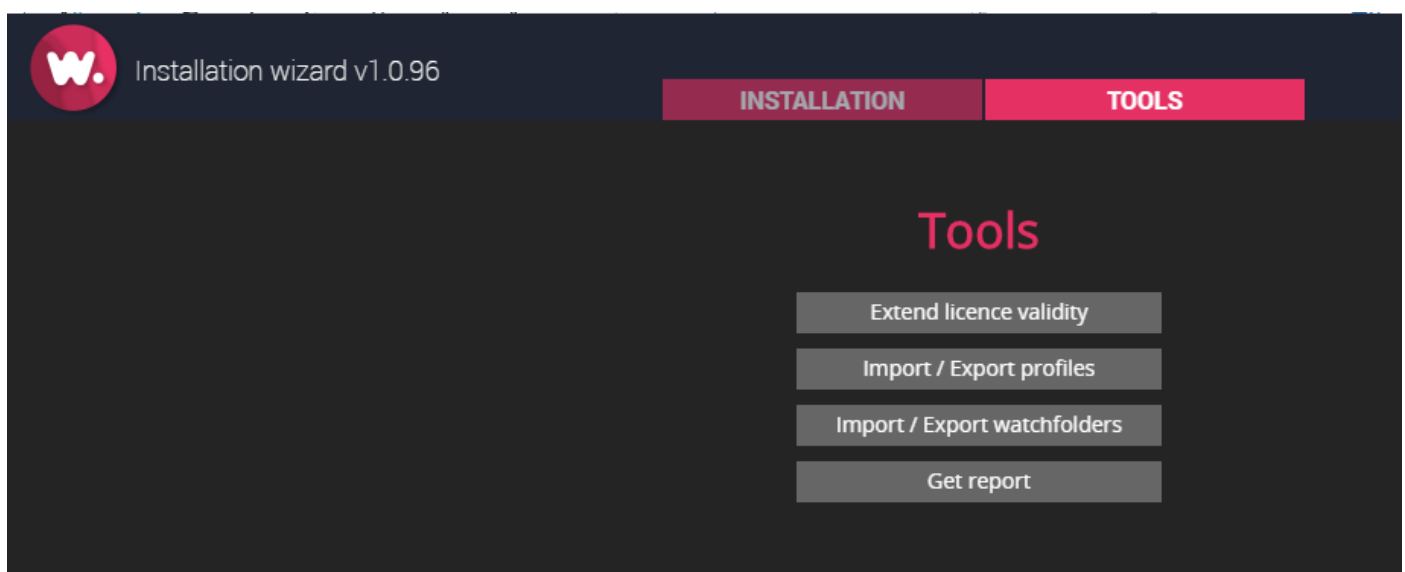 w.
Installation wizard v1.0.96
INSTALLATION
TOOLS
Tools
Extend licence validity
Import / Export profiles
Import / Export watchfolders
Get report